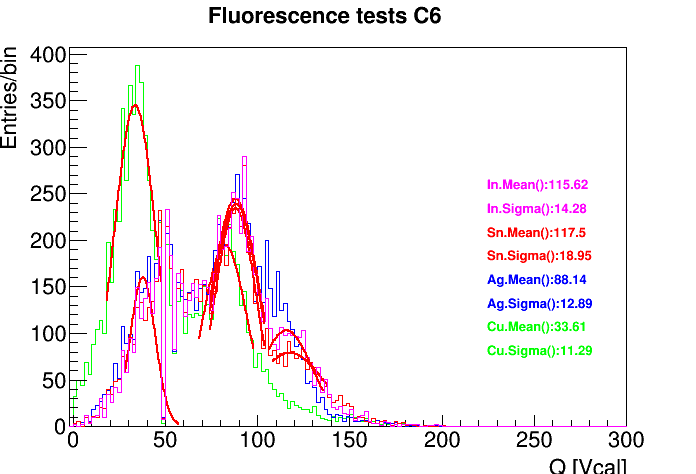 Fluorescence tests C6
Entries/bin
400
350
300
250
200
150
100
50
0
In.Mean():115.62
In.Sigma():14.28
Sn.Mean():117.5
Sn.Sigma():18.95
Ag.Mean():88.14
Ag.Sigma():12.89
Cu.Mean():33.61
Cu.Sigma():11.29
0 50 100 150 200 250 300
Q [Vcal]